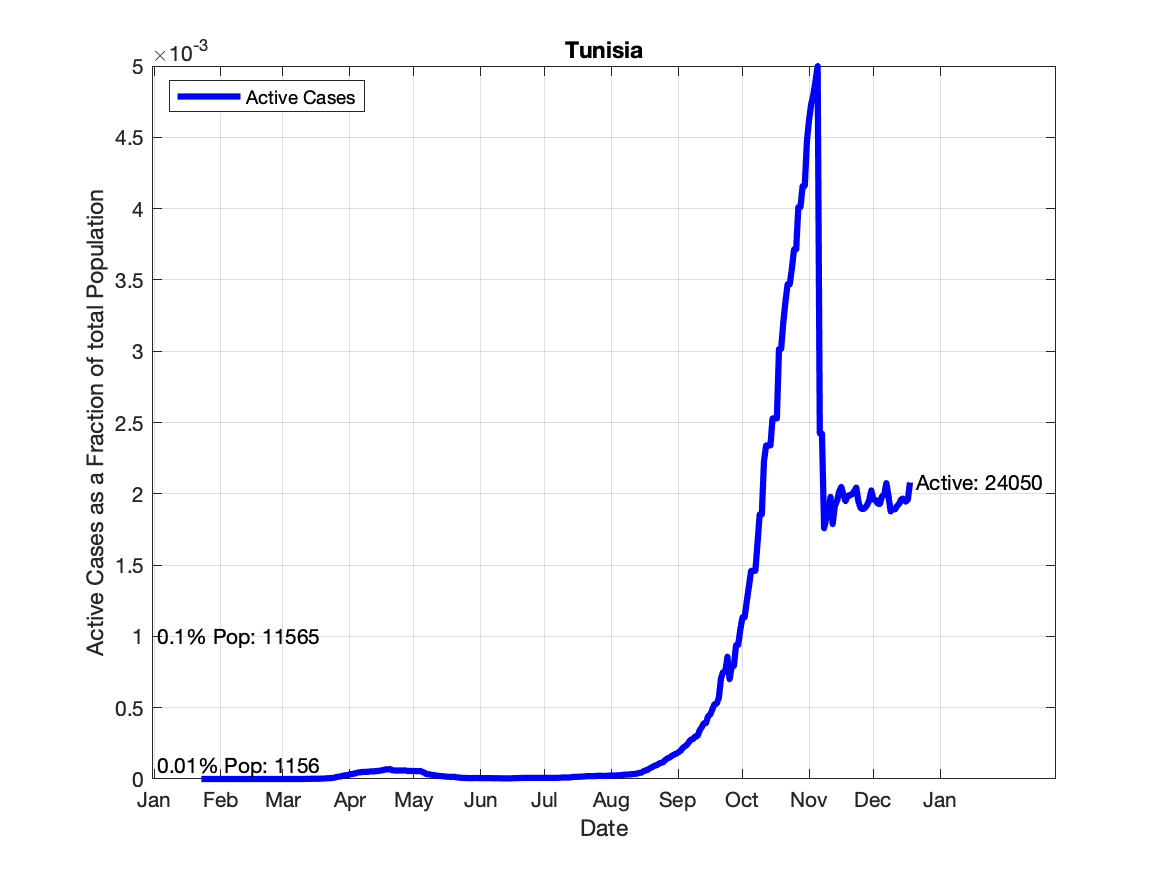 Tunisia
×10-3
5
4.5
4
3.5
3
2.5
2
1.5
1
0.5
0
Active Cases
Active: 24050
0.1% Pop: 11565
0.01% Pop: 1156
Jan Feb Mar Apr May Jun Jul Aug Sep Oct Nov Dec Jan
Date
Active Cases as a Fraction of total Population